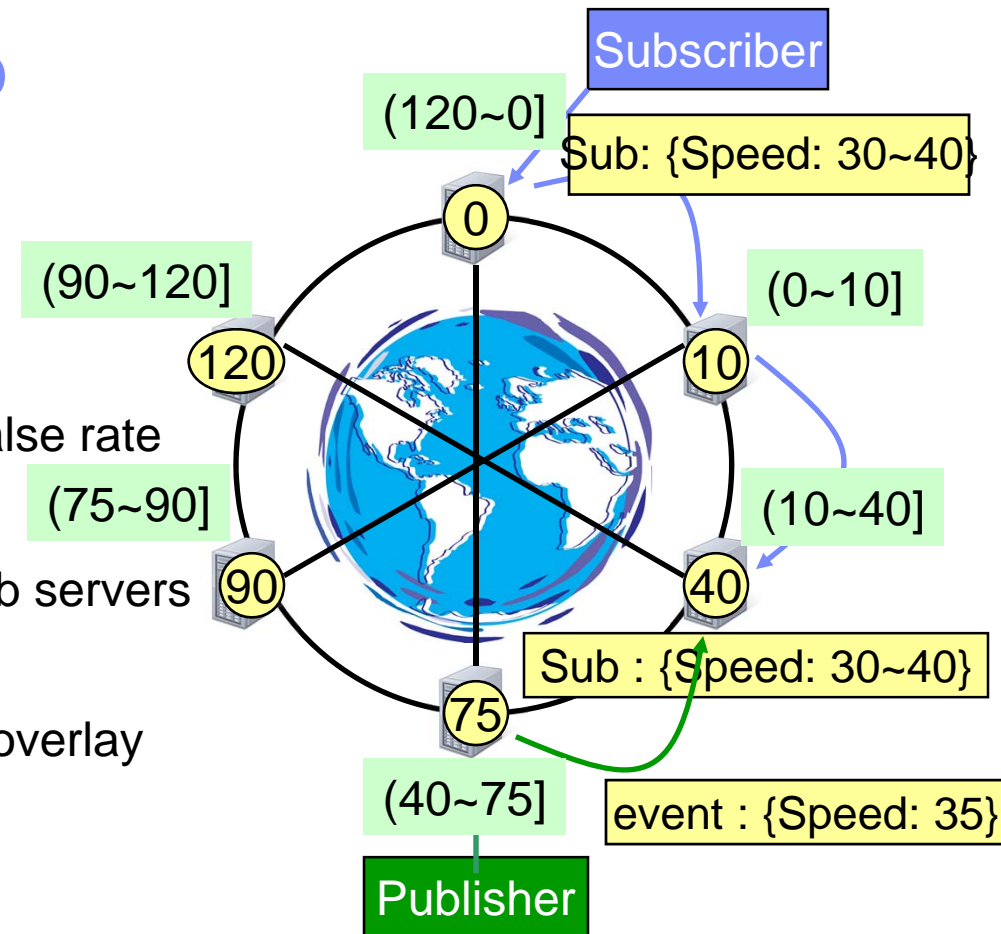 Subscriber
(120~0]
Sub: {Speed: 30~40}
0
(90~120]
(0~10]
120
10
alse rate
(75~90]
(10~40]
90
b servers
40
Sub : {Speed: 30~40}
75
overlay
(40~75]
event : {Speed: 35}
Publisher